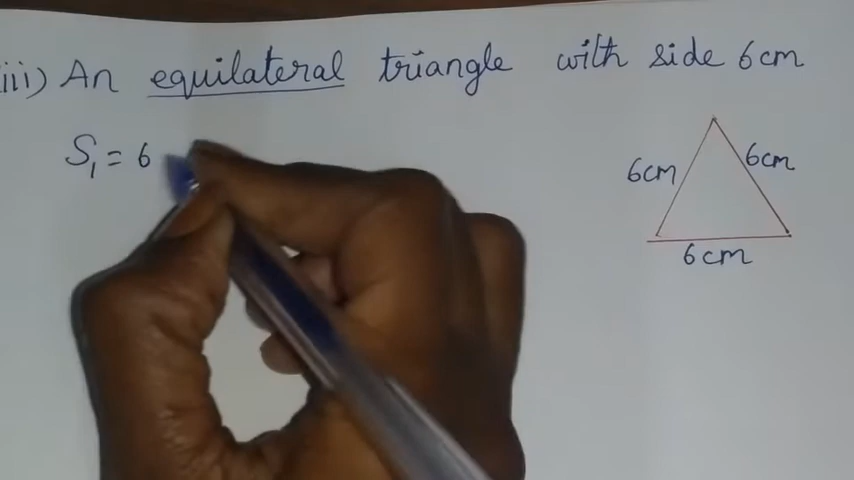 iii) An equilateral triangle with side 6cm
S₁ = 6
6cm
6cm
6cm